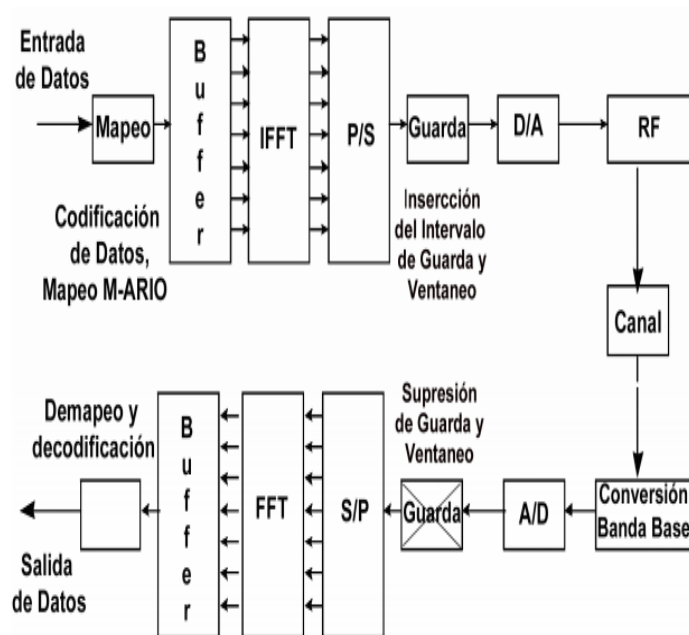 Entrada
de Datos
Mapeo
Codificación
de Datos,
Mapeo M-ARIO
B
u
f
f
e
r
IFFT
P/S
Guarda
Insercción
del Intervalo
de Guarda y
Ventaneo
D/A
RF
Canal
Conversión
Banda Base
A/D
Supresión
de Guarda y
Ventaneo
Guarda
S/P
FFT
B
u
f
f
e
r
Demapeo y
decodificación
Salida
de Datos